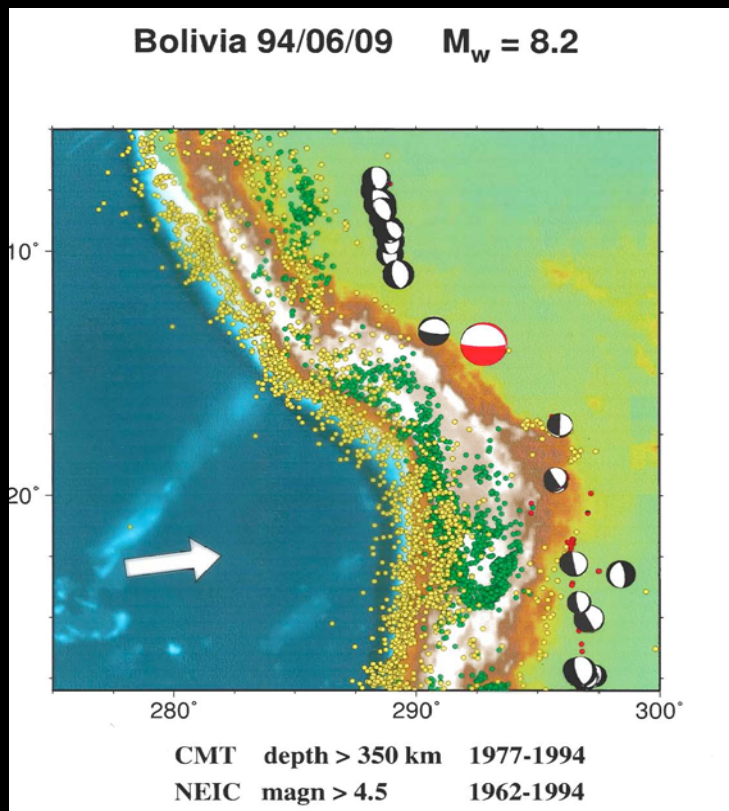 Bolivia 94/06/09 Mw = 8.2
10°
20°
280° 290° 300°
CMT depth > 350 km 1977-1994
NEIC magn > 4.5 1962-1994